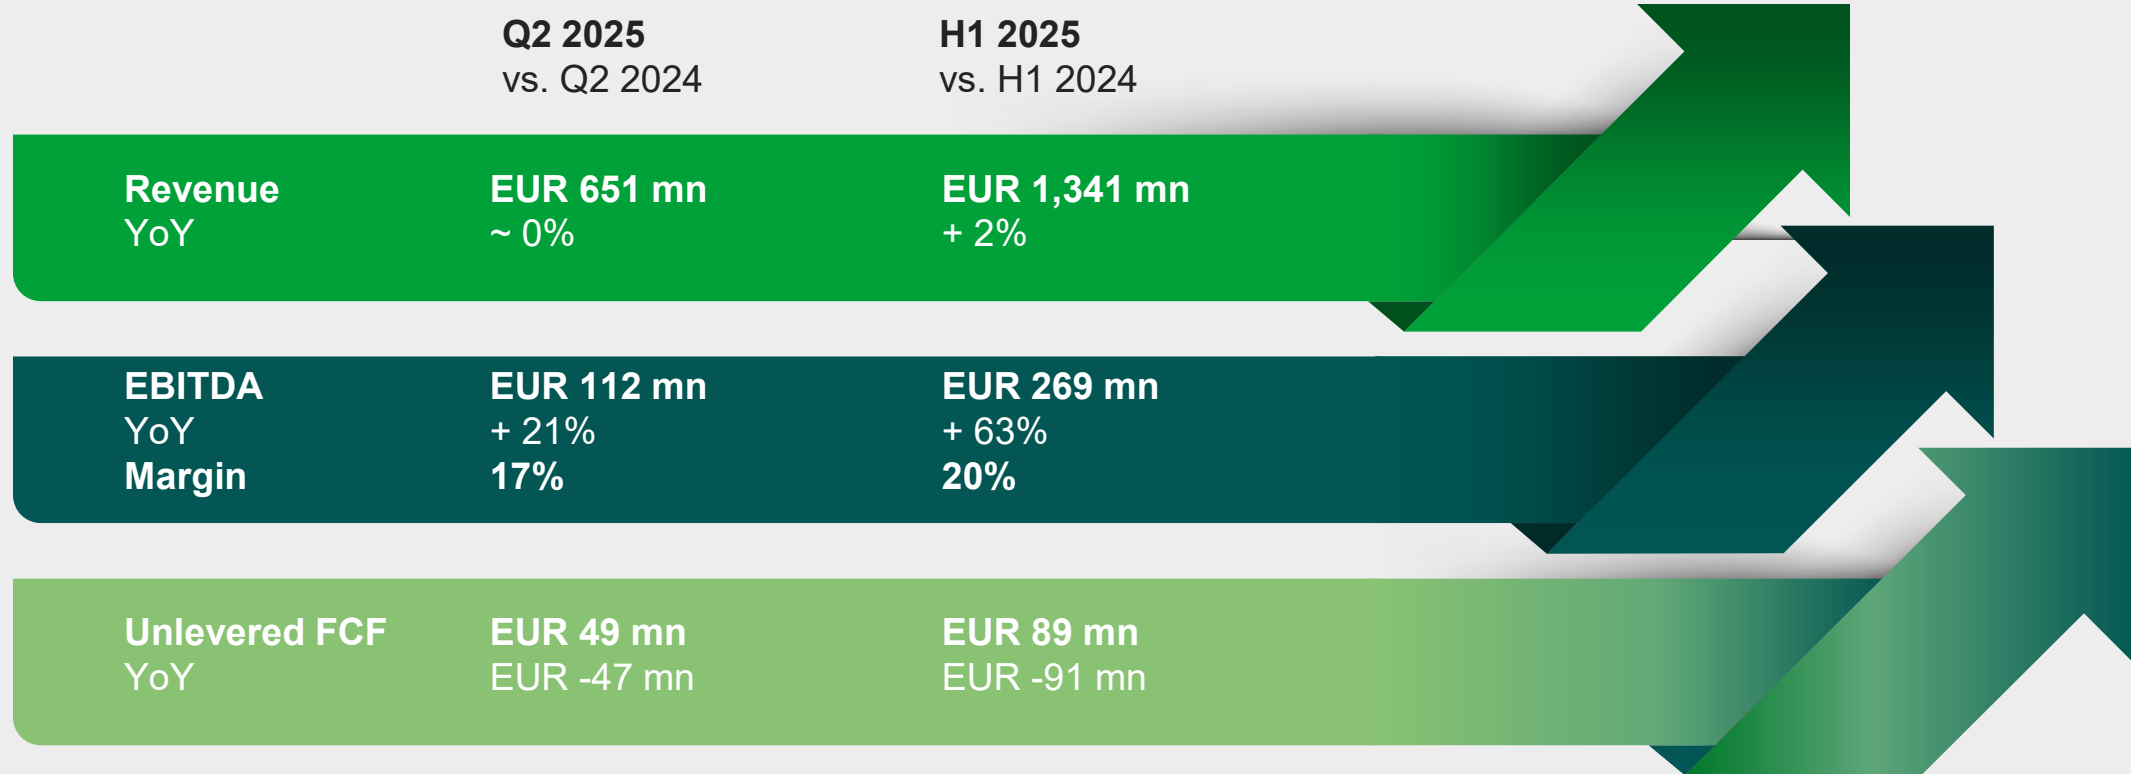 Q2 2025 H1 2025
vs. Q2 2024 vs. H1 2024
Revenue EUR 651 mn EUR 1,341 mn
YoY ~ 0% + 2%
EBITDA EUR 112 mn EUR 269 mn
YoY + 21% + 63%
Margin 17% 20%
Unlevered FCF EUR 49 mn EUR 89 mn
YoY EUR -47 mn EUR -91 mn